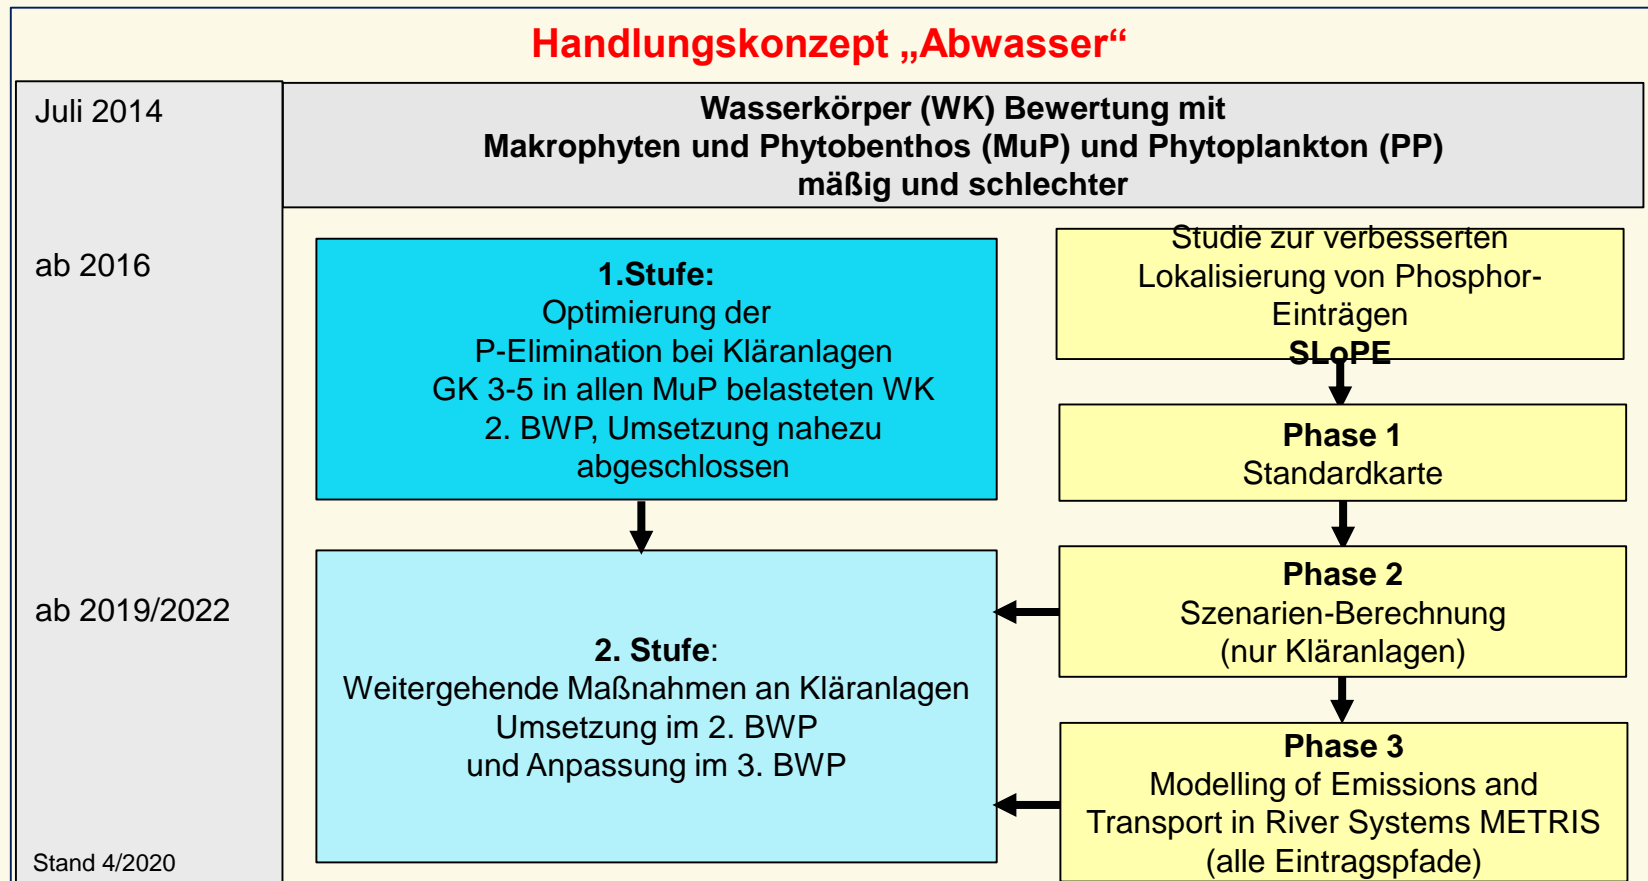 Handlungskonzept „Abwasser“
Juli 2014
Wasserkörper (WK) Bewertung mit
Makrophyten und Phytobenthos (MuP) und Phytoplankton (PP)
mäßig und schlechter
ab 2016
1.Stufe:
Optimierung der
P-Elimination bei Kläranlagen
GK 3-5 in allen MuP belasteten WK
2. BWP, Umsetzung nahezu
abgeschlossen
Studie zur verbesserten
Lokalisierung von Phosphor-
Einträgen
SLoPE
Phase 1
Standardkarte
ab 2019/2022
2. Stufe:
Weitergehende Maßnahmen an Kläranlagen
Umsetzung im 2. BWP
und Anpassung im 3. BWP
Phase 2
Szenarien-Berechnung
(nur Kläranlagen)
Phase 3
Modelling of Emissions and
Transport in River Systems METRIS
(alle Eintragspfade)
Stand 4/2020